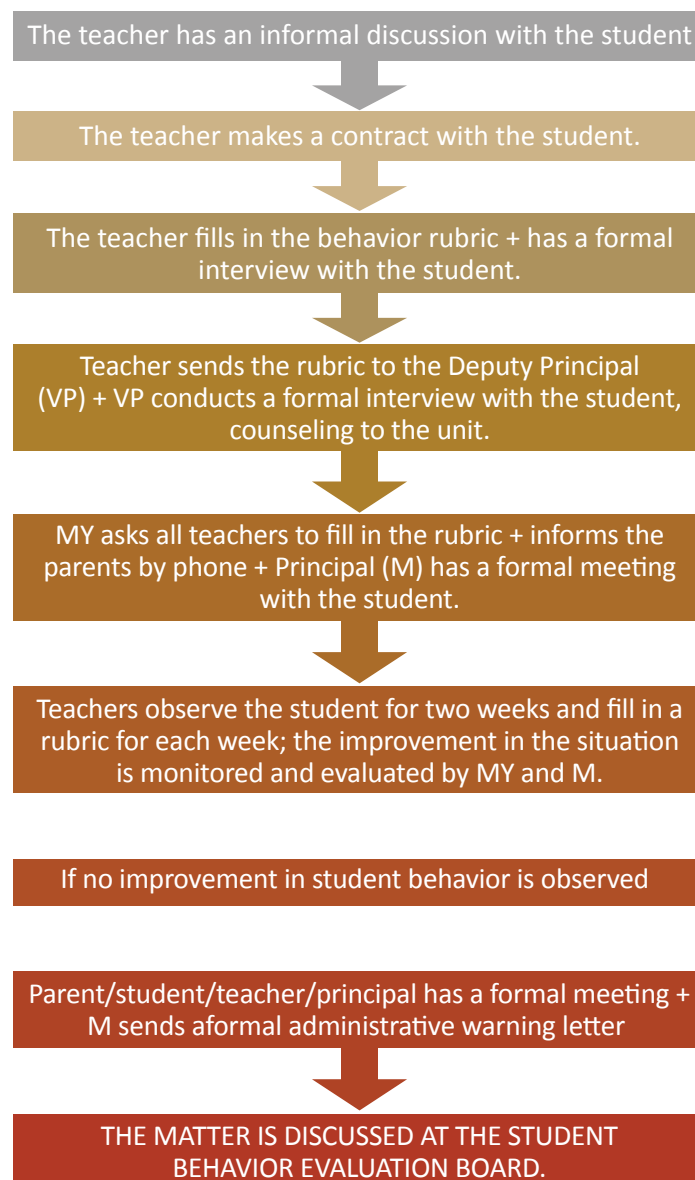 The teacher has an informal discussion with the student
The teacher makes a contract with the student.
The teacher fills in the behavior rubric + has a formal
interview with the student.
Teacher sends the rubric to the Deputy Principal
(VP) + VP conducts a formal interview with the student,
counseling to the unit.
MY asks all teachers to fill in the rubric + informs the
parents by phone + Principal (M) has a formal meeting
with the student.
Teachers observe the student for two weeks and fill in a
rubric for each week; the improvement in the situation
is monitored and evaluated by MY and M.
If no improvement in student behavior is observed
Parent/student/teacher/principal has a formal meeting +
M sends aformal administrative warning letter
THE MATTER IS DISCUSSED AT THE STUDENT
BEHAVIOR EVALUATION BOARD.